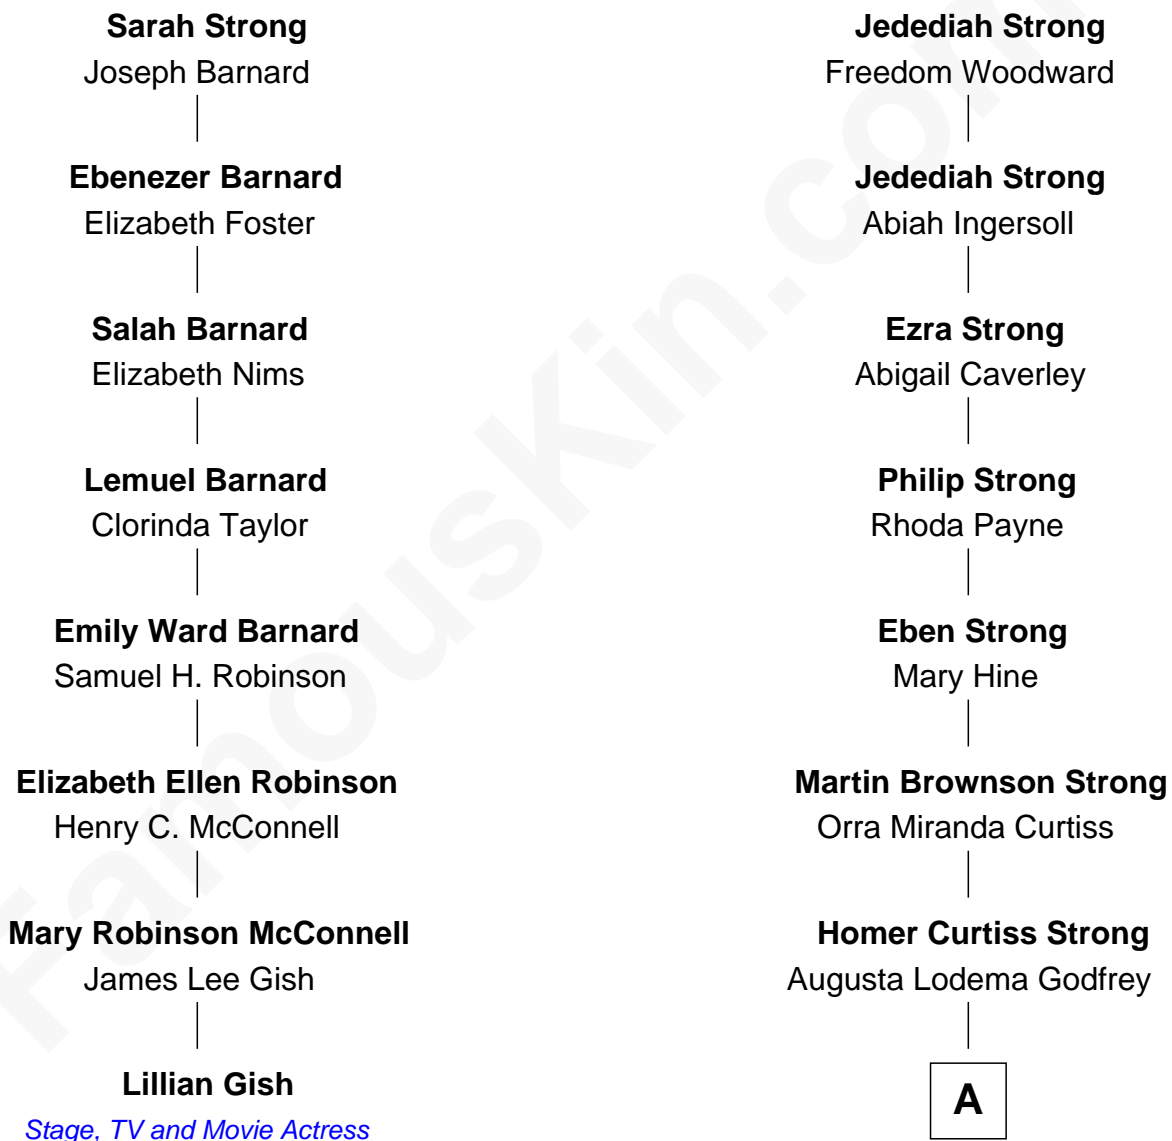 Sarah Strong
Joseph Barnard
Ebenezer Barnard
Elizabeth Foster
Salah Barnard
Elizabeth Nims
Lemuel Barnard
Clorinda Taylor
Emily Ward Barnard
Samuel H. Robinson
Elizabeth Ellen Robinson
Henry C. McConnell
Mary Robinson McConnell
James Lee Gish
Lillian Gish
Stage, TV and Movie Actress
Jedediah Strong
Freedom Woodward
Jedediah Strong
Abiah Ingersoll
Ezra Strong
Abigail Caverley
Philip Strong
Rhoda Payne
Eben Strong
Mary Hine
Martin Brownson Strong
Orra Miranda Curtiss
Homer Curtiss Strong
Augusta Lodema Godfrey
A
FamousKin.com